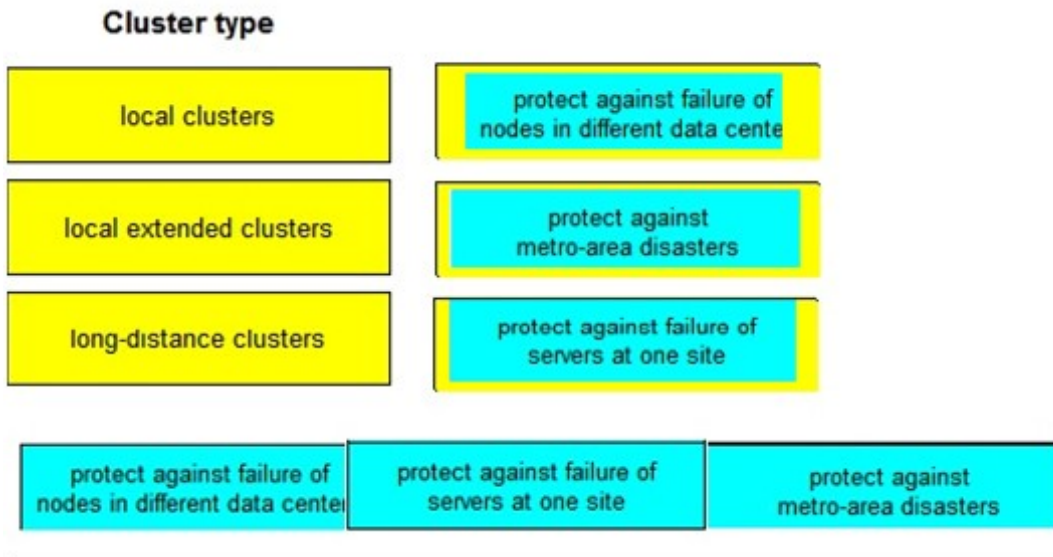 Cluster type
local clusters
protect against failure of
nodes in different data cente
local extended clusters
protect against
metro-area disasters
long-distance clusters
protect against failure of
servers at one site
protect against failure of
nodes in different data center
protect against failure of
servers at one site
protect against
metro-area disasters